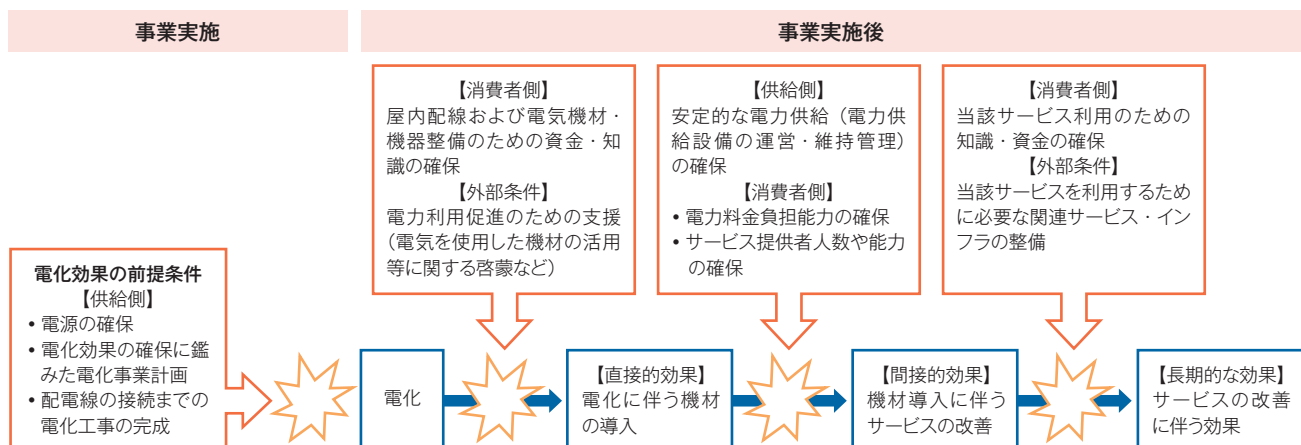 事業実施
事業実施後
【消費者側】
屋内配線および電気機材・
機器整備のための資金・知
識の確保
【外部条件】
電力利用促進のための支援
（電気を使用した機材の活用
等に関する啓蒙など）
【供給側】
安定的な電力供給（電力供
給設備の運営・維持管理）
の確保
【消費者側】
• 電力料金負担能力の確保
• サービス提供者人数や能力
の確保
【消費者側】
当該サービス利用のための
知識・資金の確保
【外部条件】
当該サービスを利用するため
に必要な関連サービス・イン
フラの整備
電化効果の前提条件
【供給側】
• 電源の確保
• 電化効果の確保に鑑
みた電化事業計画
• 配電線の接続までの
電化工事の完成
電化
【直接的効果】
電化に伴う機材
の導入
【間接的効果】
機材導入に伴う
サービスの改善
【長期的な効果】
サービスの改善
に伴う効果